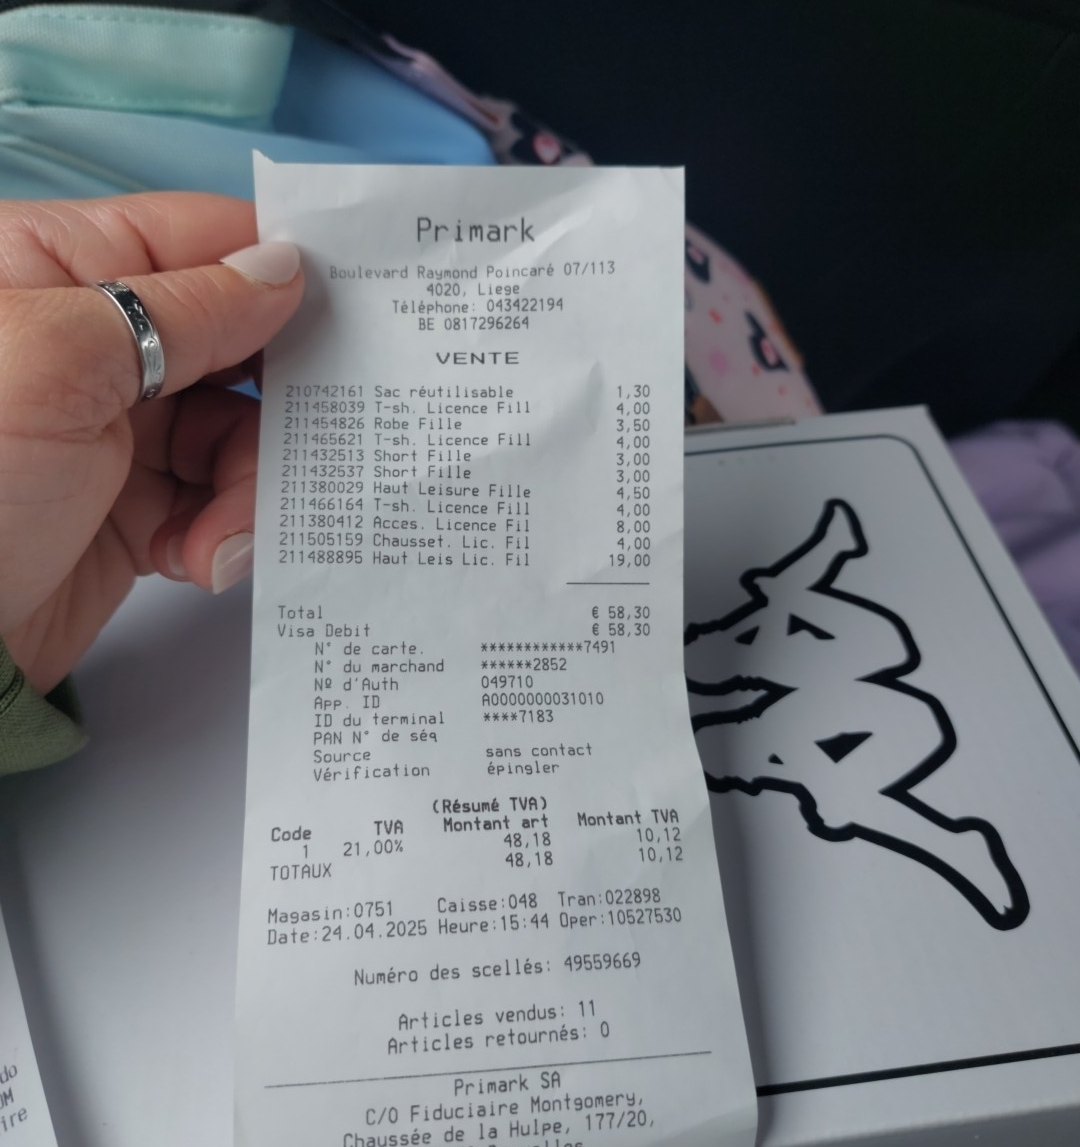 Primark
Boulevard Raymond Poincaré 07/113
4020, Liege
Téléphone: 043422194
BE 0817296264
VENTE
210742161 Sac réutilisable 1,30
211458039 T-sh. Licence Fill 4,00
211454826 Robe Fille 3,50
211465621 T-sh. Licence Fill 4,00
211432513 Short Fille 3,00
211432537 Short Fille 3,00
211380029 Haut Leisure Fille 4,50
211466164 T-sh. Licence Fill 4,00
211380412 Acces. Licence Fil 8,00
211505159 Chausset. Lic. Fil 4,00
211488895 Haut Leis Lic. Fil 19,00
Total € 58,30
Visa Debit € 58,30
N° de carte. ************7491
N° du marchand ******2852
Nº d'Auth 049710
App. ID A0000000031010
ID du terminal ****7183
PAN N° de séq
Source sans contact
Vérification épingler
(Résumé TVA)
Code TVA Montant art Montant TVA
1 21,00% 48,18 10,12
TOTAUX 48,18 10,12
Magasin:0751 Caisse:048 Tran:022898
Date:24.04.2025 Heure:15:44 Oper:10527530
Numéro des scellés: 49559669
Articles vendus: 11
Articles retournés: 0
Primark SA
C/O Fiduciaire Montgomery,
Chaussée de la Hulpe, 177/20,